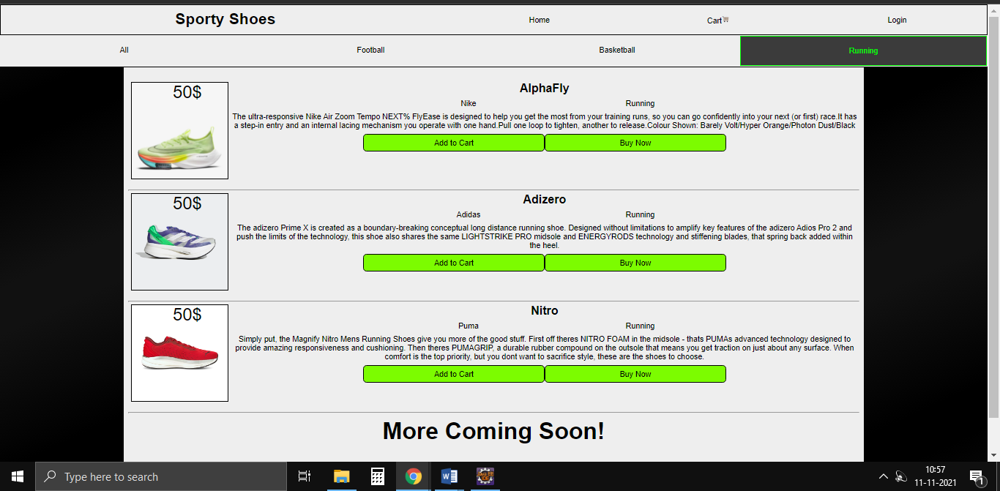 Sporty Shoes
Home
Cart
Login
All
Football
Basketball
Running
50$
AlphaFly
Nike
Running
The ultra-responsive Nike Air Zoom Tempo NEXT% FlyEase is designed to help you get the most from your training runs, so you can go confidently into your next (or first) race.It has
a step-in entry and an internal lacing mechanism you operate with one hand.Pull one loop to tighten, another to release.Colour Shown: Barely Volt/Hyper Orange/Photon Dust/Black
Add to Cart
Buy Now
50$
Adizero
Adidas
Running
The adizero Prime X is created as a boundary-breaking conceptual long distance running shoe. Designed without limitations to amplify key features of the adizero Adios Pro 2 and
push the limits of the technology, this shoe also shares the same LIGHTSTRIKE PRO midsole and ENERGYRODS technology and stiffening blades, that spring back added within
the heel.
Add to Cart
Buy Now
50$
Nitro
Puma
Running
Simply put, the Magnify Nitro Mens Running Shoes give you more of the good stuff. First off theres NITRO FOAM in the midsole - thats PUMAs advanced technology designed to
provide amazing responsiveness and cushioning. Then theres PUMAGRIP, a durable rubber compound on the outsole that means you get traction on just about any surface. When
comfort is the top priority, but you dont want to sacrifice style, these are the shoes to choose.
Add to Cart
Buy Now
More Coming Soon!
Type here to search
10:57
11-11-2021
1